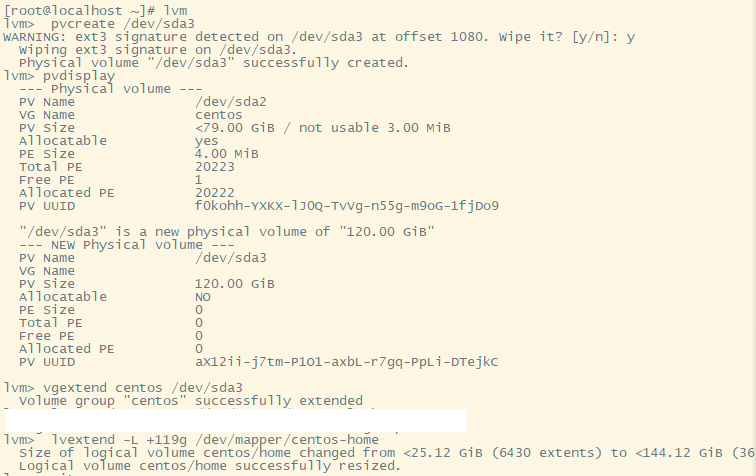 [root@localhost ~]# lvm
lvm>  pvcreate /dev/sda3
WARNING: ext3 signature detected on /dev/sda3 at offset 1080. Wipe it? [y/n]: y
  Wiping ext3 signature on /dev/sda3.
  Physical volume "/dev/sda3" successfully created.
lvm> pvdisplay
  --- Physical volume ---
  PV Name               /dev/sda2
  VG Name               centos
  PV Size               <79.00 GiB / not usable 3.00 MiB
  Allocatable           yes
  PE Size               4.00 MiB
  Total PE              20223
  Free PE               1
  Allocated PE          20222
  PV UUID               f0kohh-YXKX-lJ0Q-TvVg-n55g-m9oG-1fjDo9
  "/dev/sda3" is a new physical volume of "120.00 GiB"
  --- NEW Physical volume ---
  PV Name               /dev/sda3
  VG Name
  PV Size               120.00 GiB
  Allocatable           NO
  PE Size               0
  Total PE              0
  Free PE               0
  Allocated PE          0
  PV UUID               aX12ii-j7tm-P1O1-axbL-r7gq-PpLi-DTejkC
lvm> vgextend centos /dev/sda3
  Volume group "centos" successfully extended
lvm>  lvextend -L +119g /dev/mapper/centos-home
  Size of logical volume centos/home changed from <25.12 GiB (6430 extents) to <144.12 GiB
  Logical volume centos/home successfully resized.